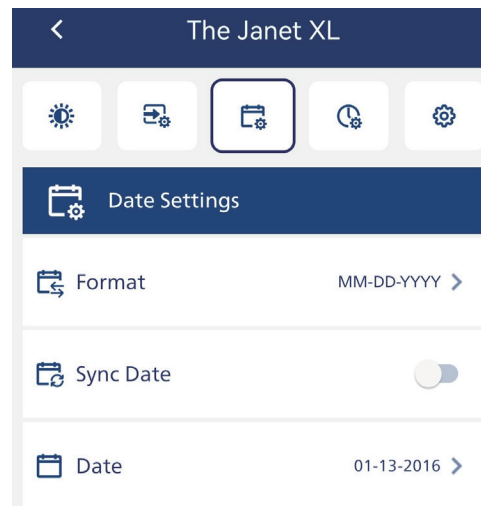 The Janet XL
Date Settings
Format MM-DD-YYYY
Sync Date
Date 01-13-2016